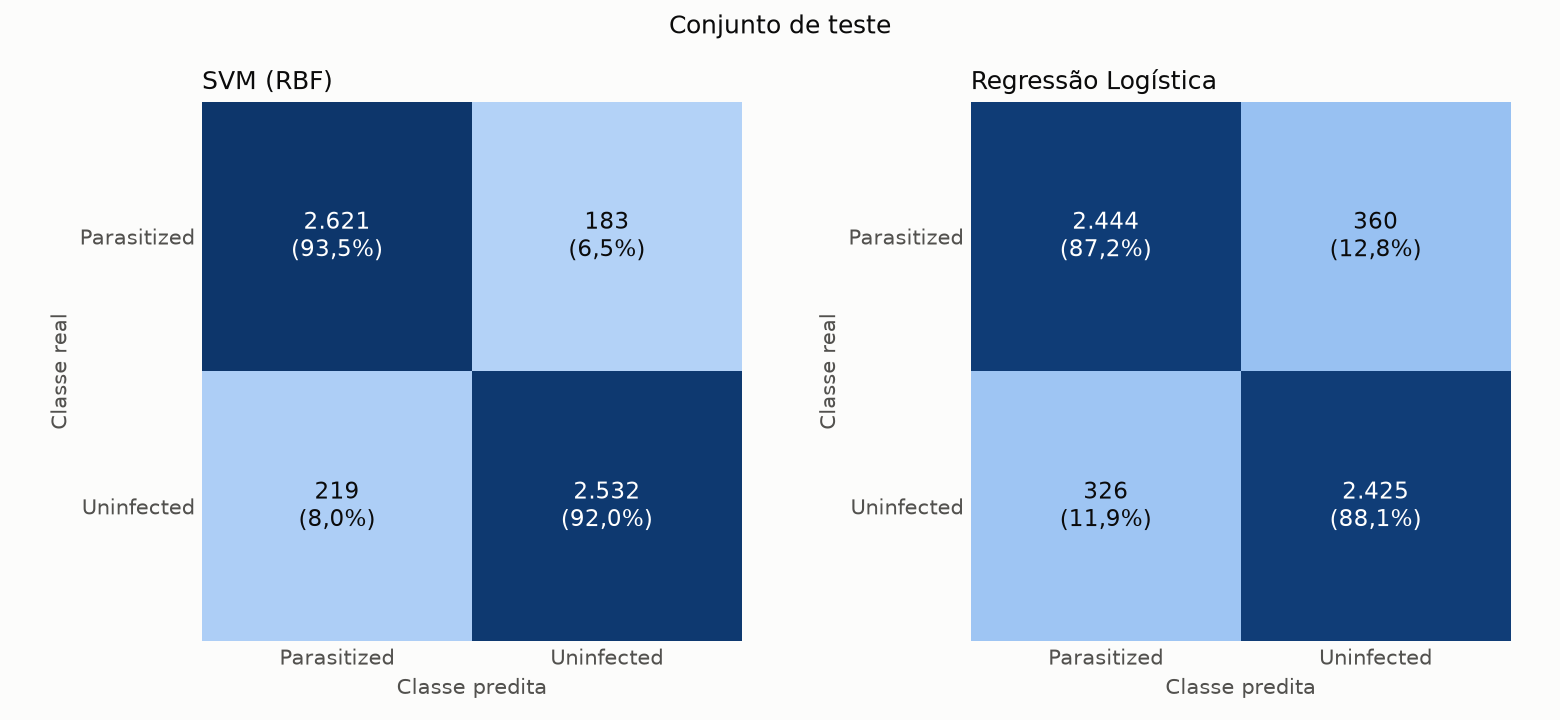 Conjunto de teste
SVM (RBF)
Parasitized
Uninfected
Classe real
2.621
(93,5%)
183
(6,5%)
219
(8,0%)
2.532
(92,0%)
Parasitized
Uninfected
Classe predita
Regressão Logística
Parasitized
Uninfected
Classe real
2.444
(87,2%)
360
(12,8%)
326
(11,9%)
2.425
(88,1%)
Parasitized
Uninfected
Classe predita